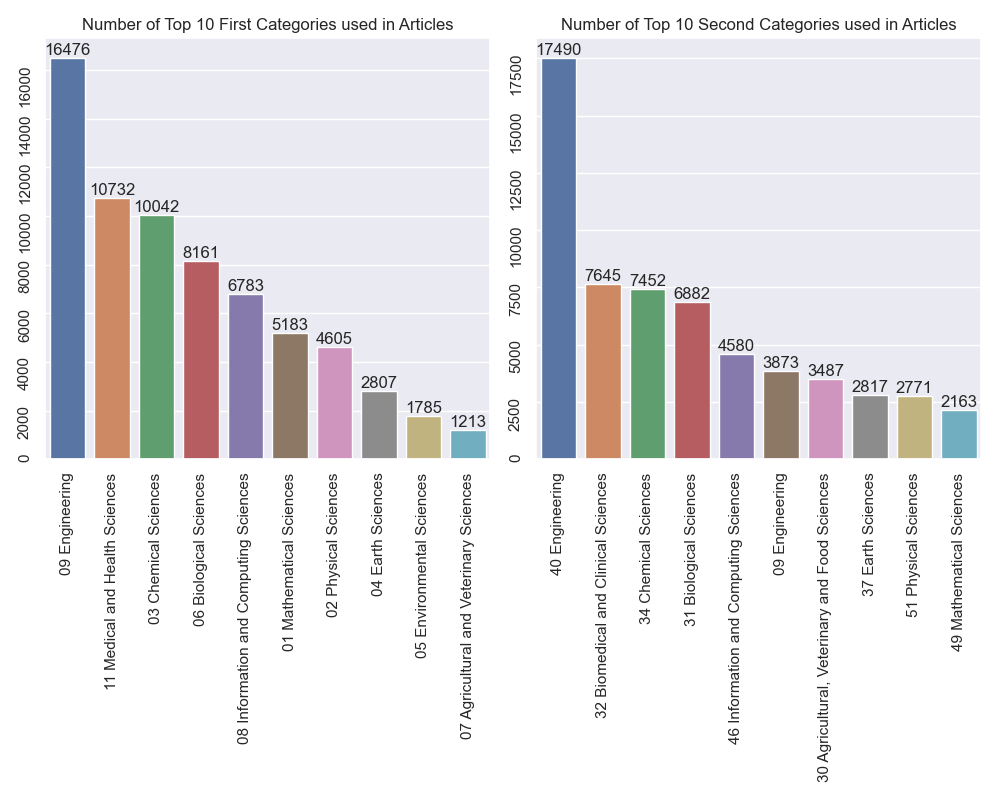 Number of Top 10 First Categories used in Articles
16476
10732
10042
8161
6783
5183
4605
2807
1785
1213
16000
14000
12000
10000
8000
6000
4000
2000
0
09 Engineering
11 Medical and Health Sciences
03 Chemical Sciences
06 Biological Sciences
08 Information and Computing Sciences
01 Mathematical Sciences
02 Physical Sciences
04 Earth Sciences
05 Environmental Sciences
07 Agricultural and Veterinary Sciences
Number of Top 10 Second Categories used in Articles
17490
7645
7452
6882
4580
3873
3487
2817
2771
2163
17500
15000
12500
10000
7500
5000
2500
0
40 Engineering
32 Biomedical and Clinical Sciences
34 Chemical Sciences
31 Biological Sciences
46 Information and Computing Sciences
09 Engineering
30 Agricultural, Veterinary and Food Sciences
37 Earth Sciences
51 Physical Sciences
49 Mathematical Sciences